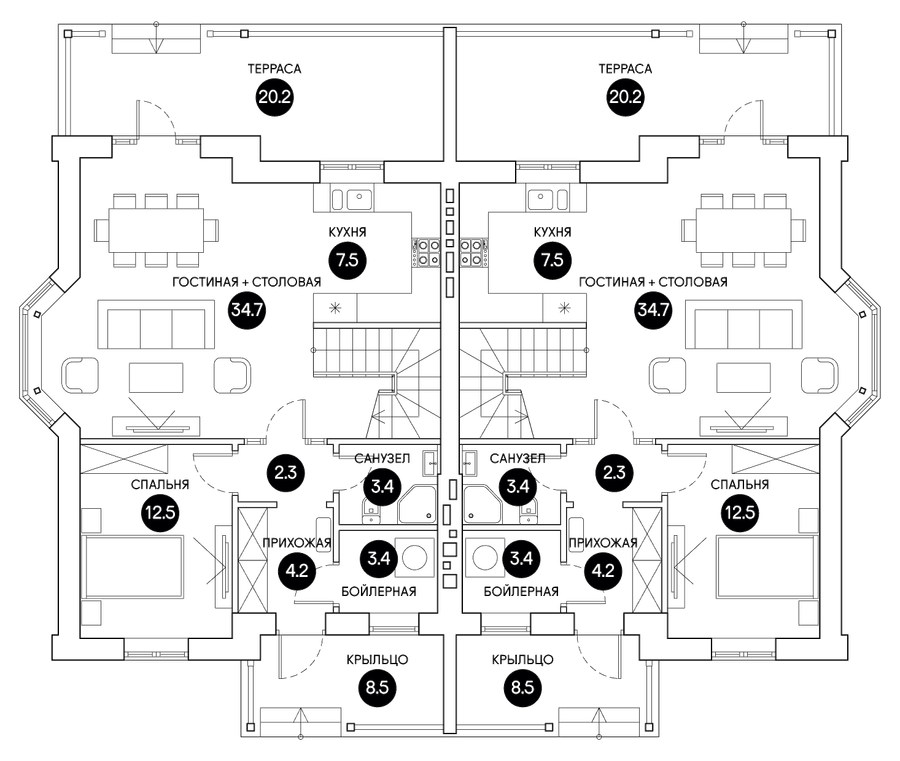 ТЕРРАСА
20.2
ТЕРРАСА
20.2
КУХНЯ
7.5
КУХНЯ
7.5
ГОСТИНАЯ + СТОЛОВАЯ
34.7
ГОСТИНАЯ + СТОЛОВАЯ
34.7
САНУЗЕЛ
3.4
САНУЗЕЛ
3.4
2.3
2.3
СПАЛЬНЯ
12.5
СПАЛЬНЯ
12.5
ПРИХОЖАЯ
4.2
3.4
БОЙЛЕРНАЯ
3.4
БОЙЛЕРНАЯ
ПРИХОЖАЯ
4.2
КРЫЛЬЦО
8.5
КРЫЛЬЦО
8.5